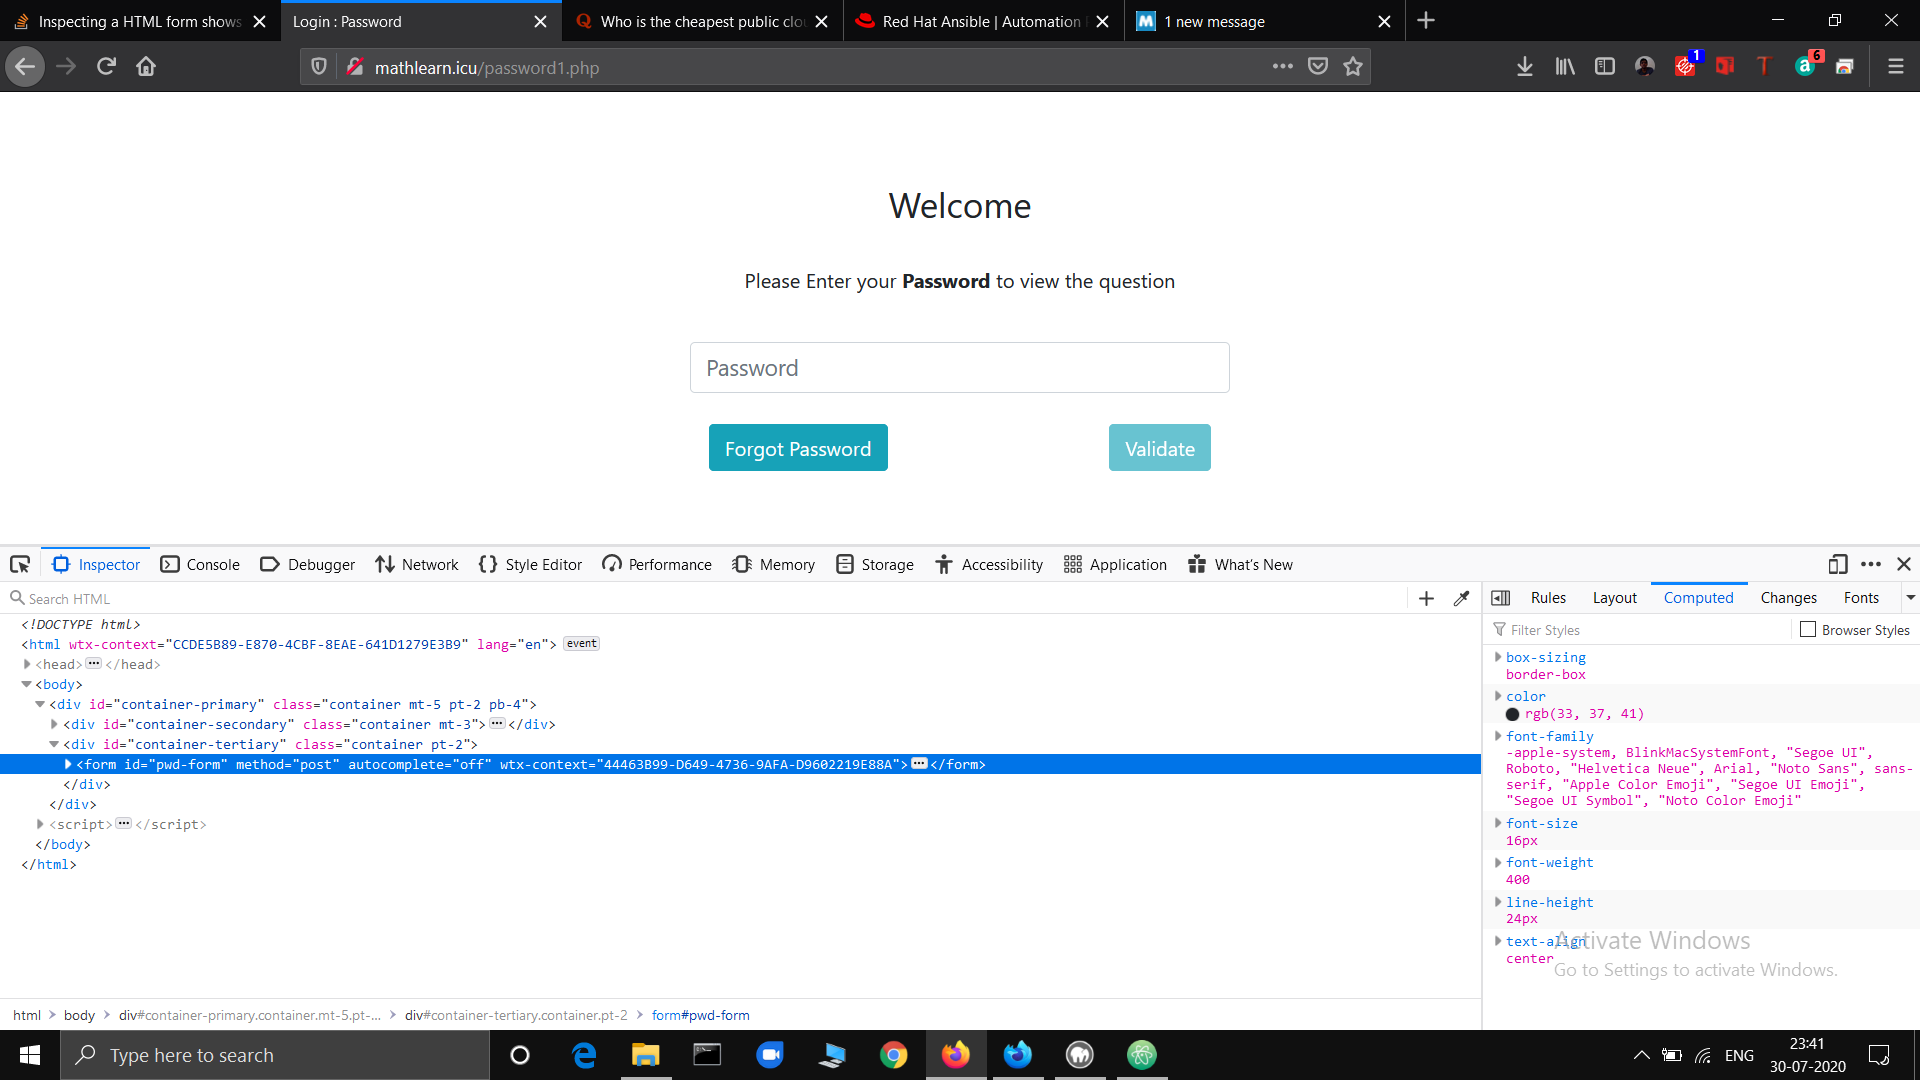 Inspecting a HTML form shows
Login : Password
Who is the cheapest public clou
Red Hat Ansible | Automation
1 new message
mathlearn.icu/password1.php
1
6
Welcome
Please Enter your Password to view the question
Password
Forgot Password
Validate
Inspector
Console
Debugger
Network
Style Editor
Performance
Memory
Storage
Accessibility
Application
What's New
Search HTML
Rules
Layout
Computed
Changes
Fonts
Filter Styles
Browser Styles
<!DOCTYPE html>
<html wtx-context="CCDE5B89-E870-4CBF-8EAE-641D1279E3B9" lang="en"> event
<head> ••• </head>
<body>
<div id="container-primary" class="container mt-5 pt-2 pb-4">
<div id="container-secondary" class="container mt-3"> ••• </div>
<div id="container-tertiary" class="container pt-2">
<form id="pwd-form" method="post" autocomplete="off" wtx-context="44463B99-D649-4736-9AFA-D9602219E88A"> ••• </form>
</div>
</div>
<script> ••• </script>
</body>
</html>
box-sizing
border-box
color
rgb(33, 37, 41)
font-family
-apple-system, BlinkMacSystemFont, "Segoe UI",
Roboto, "Helvetica Neue", Arial, "Noto Sans", sans-
serif, "Apple Color Emoji", "Segoe UI Emoji",
"Segoe UI Symbol", "Noto Color Emoji"
font-size
16px
font-weight
400
line-height
24px
text-align
center
Activate Windows
Go to Settings to activate Windows.
html
body
div#container-primary.container.mt-5.pt-...
div#container-tertiary.container.pt-2
form#pwd-form
Type here to search
ENG
23:41
30-07-2020